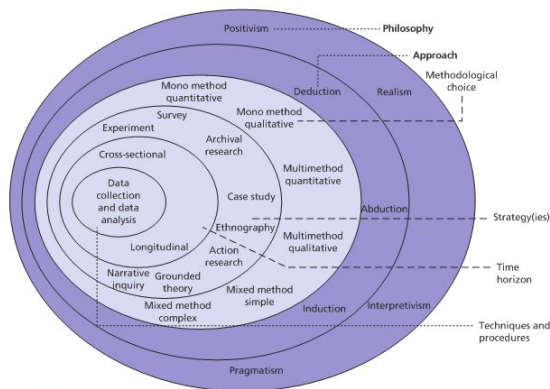 Positivism
Philosophy
Approach
Deduction
Realism
Methodological
choice
Mono method
quantitative
Mono method
qualitative
Survey
Experiment
Archival
research
Cross-sectional
Multimethod
quantitative
Data
collection
and data
analysis
Case study
Abduction
Strategy(ies)
Ethnography
Multimethod
qualitative
Longitudinal
Action
research
Time
horizon
Narrative
inquiry
Grounded
theory
Mixed method
simple
Mixed method
complex
Induction
Interpretivism
Techniques and
procedures
Pragmatism